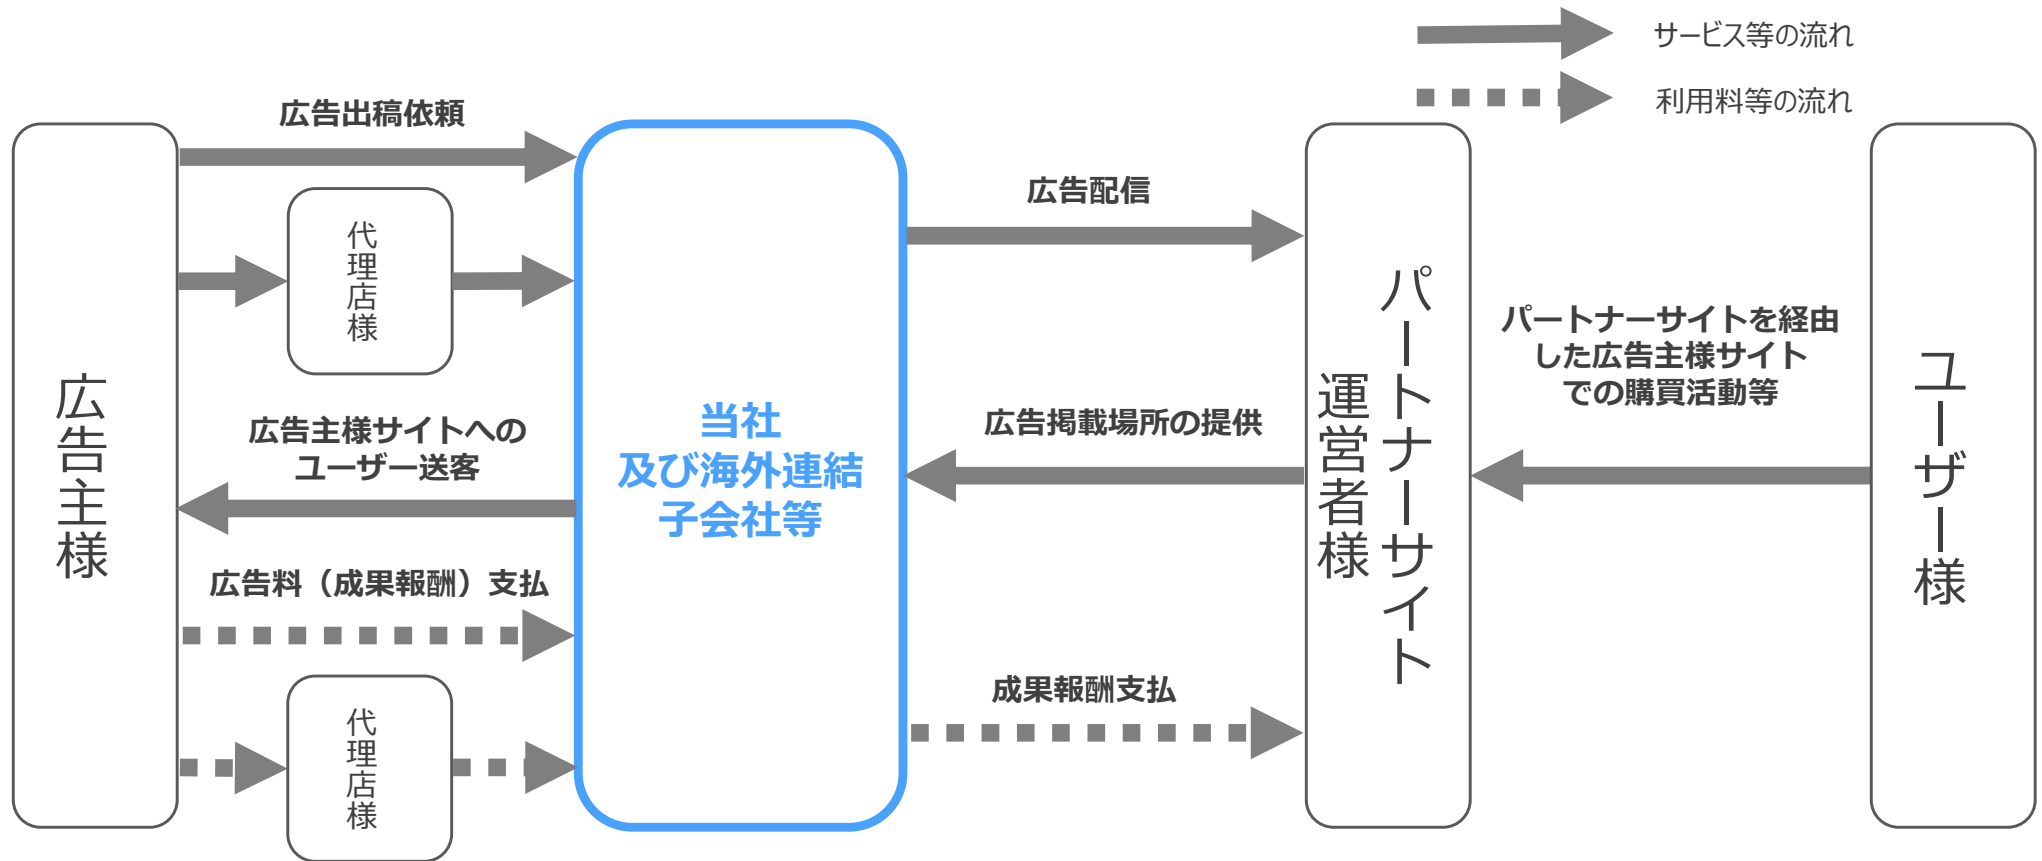 サービス等の流れ
利用料等の流れ
広告主様
広告出稿依頼
代理店様
広告主様サイトへの
ユーザー送客
広告料（成果報酬）支払
代理店様
当社
及び海外連結
子会社等
広告配信
広告掲載場所の提供
成果報酬支払
パートナーサイト
運営者様
パートナーサイトを経由
した広告主様サイト
での購買活動等
ユーザー様